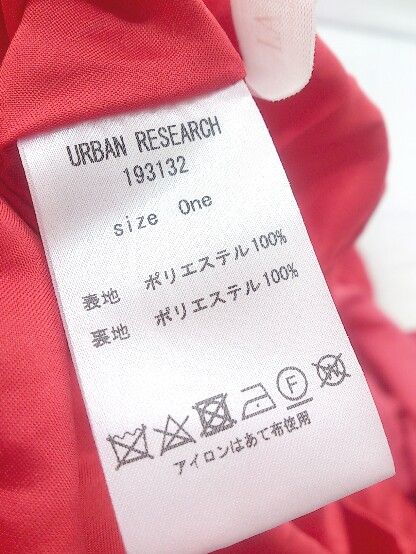 URBAN RESEARCH
193132
size One
表地 ポリエステル100%
裏地 ポリエステル100%
F W
アイロンはあて布使用